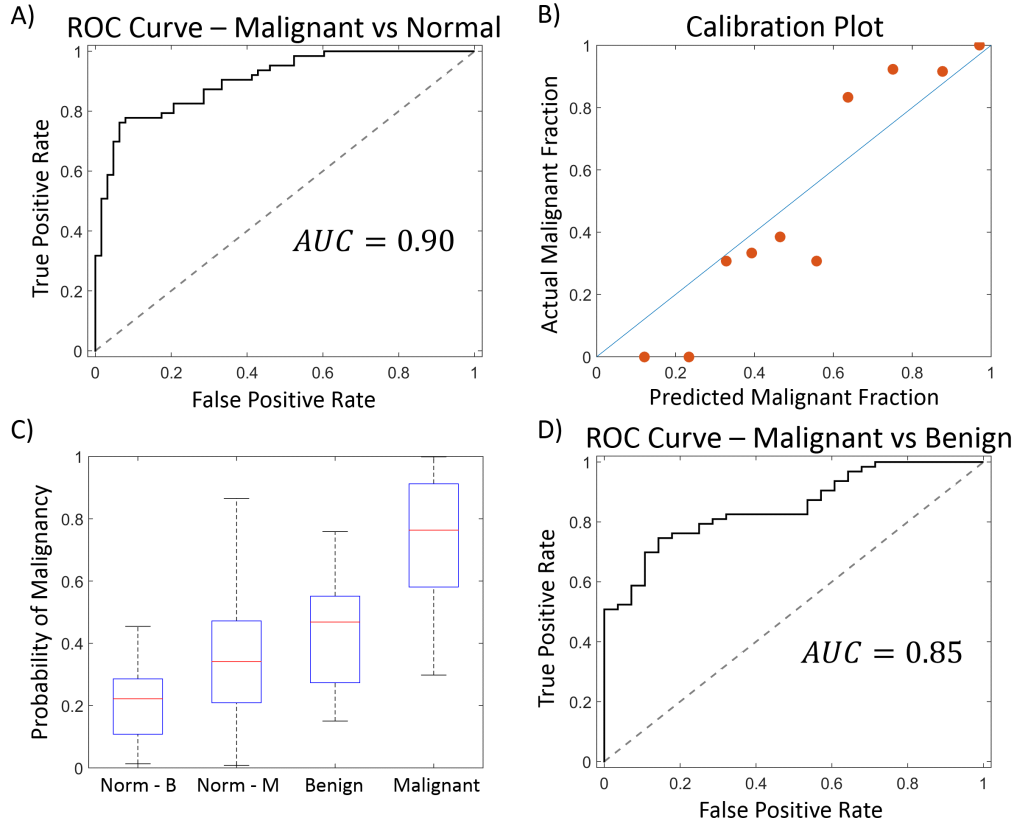 A)
ROC Curve – Malignant vs Normal
1
0.8
0.6
0.4
0.2
0
0 0.2 0.4 0.6 0.8 1
True Positive Rate
False Positive Rate
AUC = 0.90
B)
Calibration Plot
1
0.8
0.6
0.4
0.2
0
0 0.2 0.4 0.6 0.8 1
Actual Malignant Fraction
Predicted Malignant Fraction
C)
1
0.8
0.6
0.4
0.2
0
Probability of Malignancy
Norm - B Norm - M Benign Malignant
D)
ROC Curve – Malignant vs Benign
1
0.8
0.6
0.4
0.2
0
0 0.2 0.4 0.6 0.8 1
True Positive Rate
False Positive Rate
AUC = 0.85